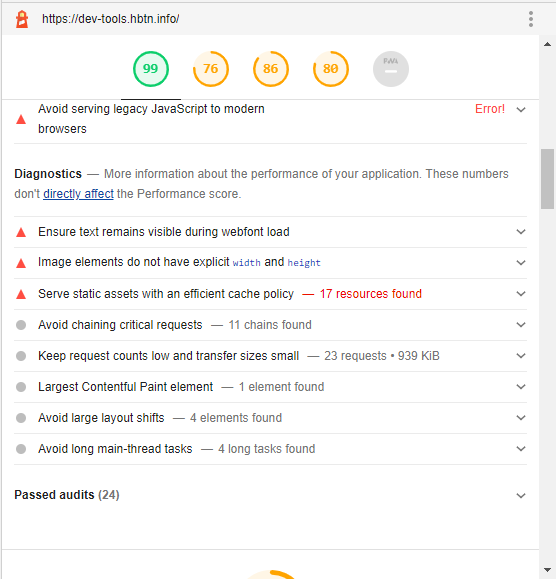 https://dev-tools.hbtn.info/
99 76 86 80 PWA
Avoid serving legacy JavaScript to modern Error!
browsers
Diagnostics — More information about the performance of your application. These numbers
don't directly affect the Performance score.
Ensure text remains visible during webfont load
Image elements do not have explicit width and height
Serve static assets with an efficient cache policy — 17 resources found
Avoid chaining critical requests — 11 chains found
Keep request counts low and transfer sizes small — 23 requests • 939 KiB
Largest Contentful Paint element — 1 element found
Avoid large layout shifts — 4 elements found
Avoid long main-thread tasks — 4 long tasks found
Passed audits (24)